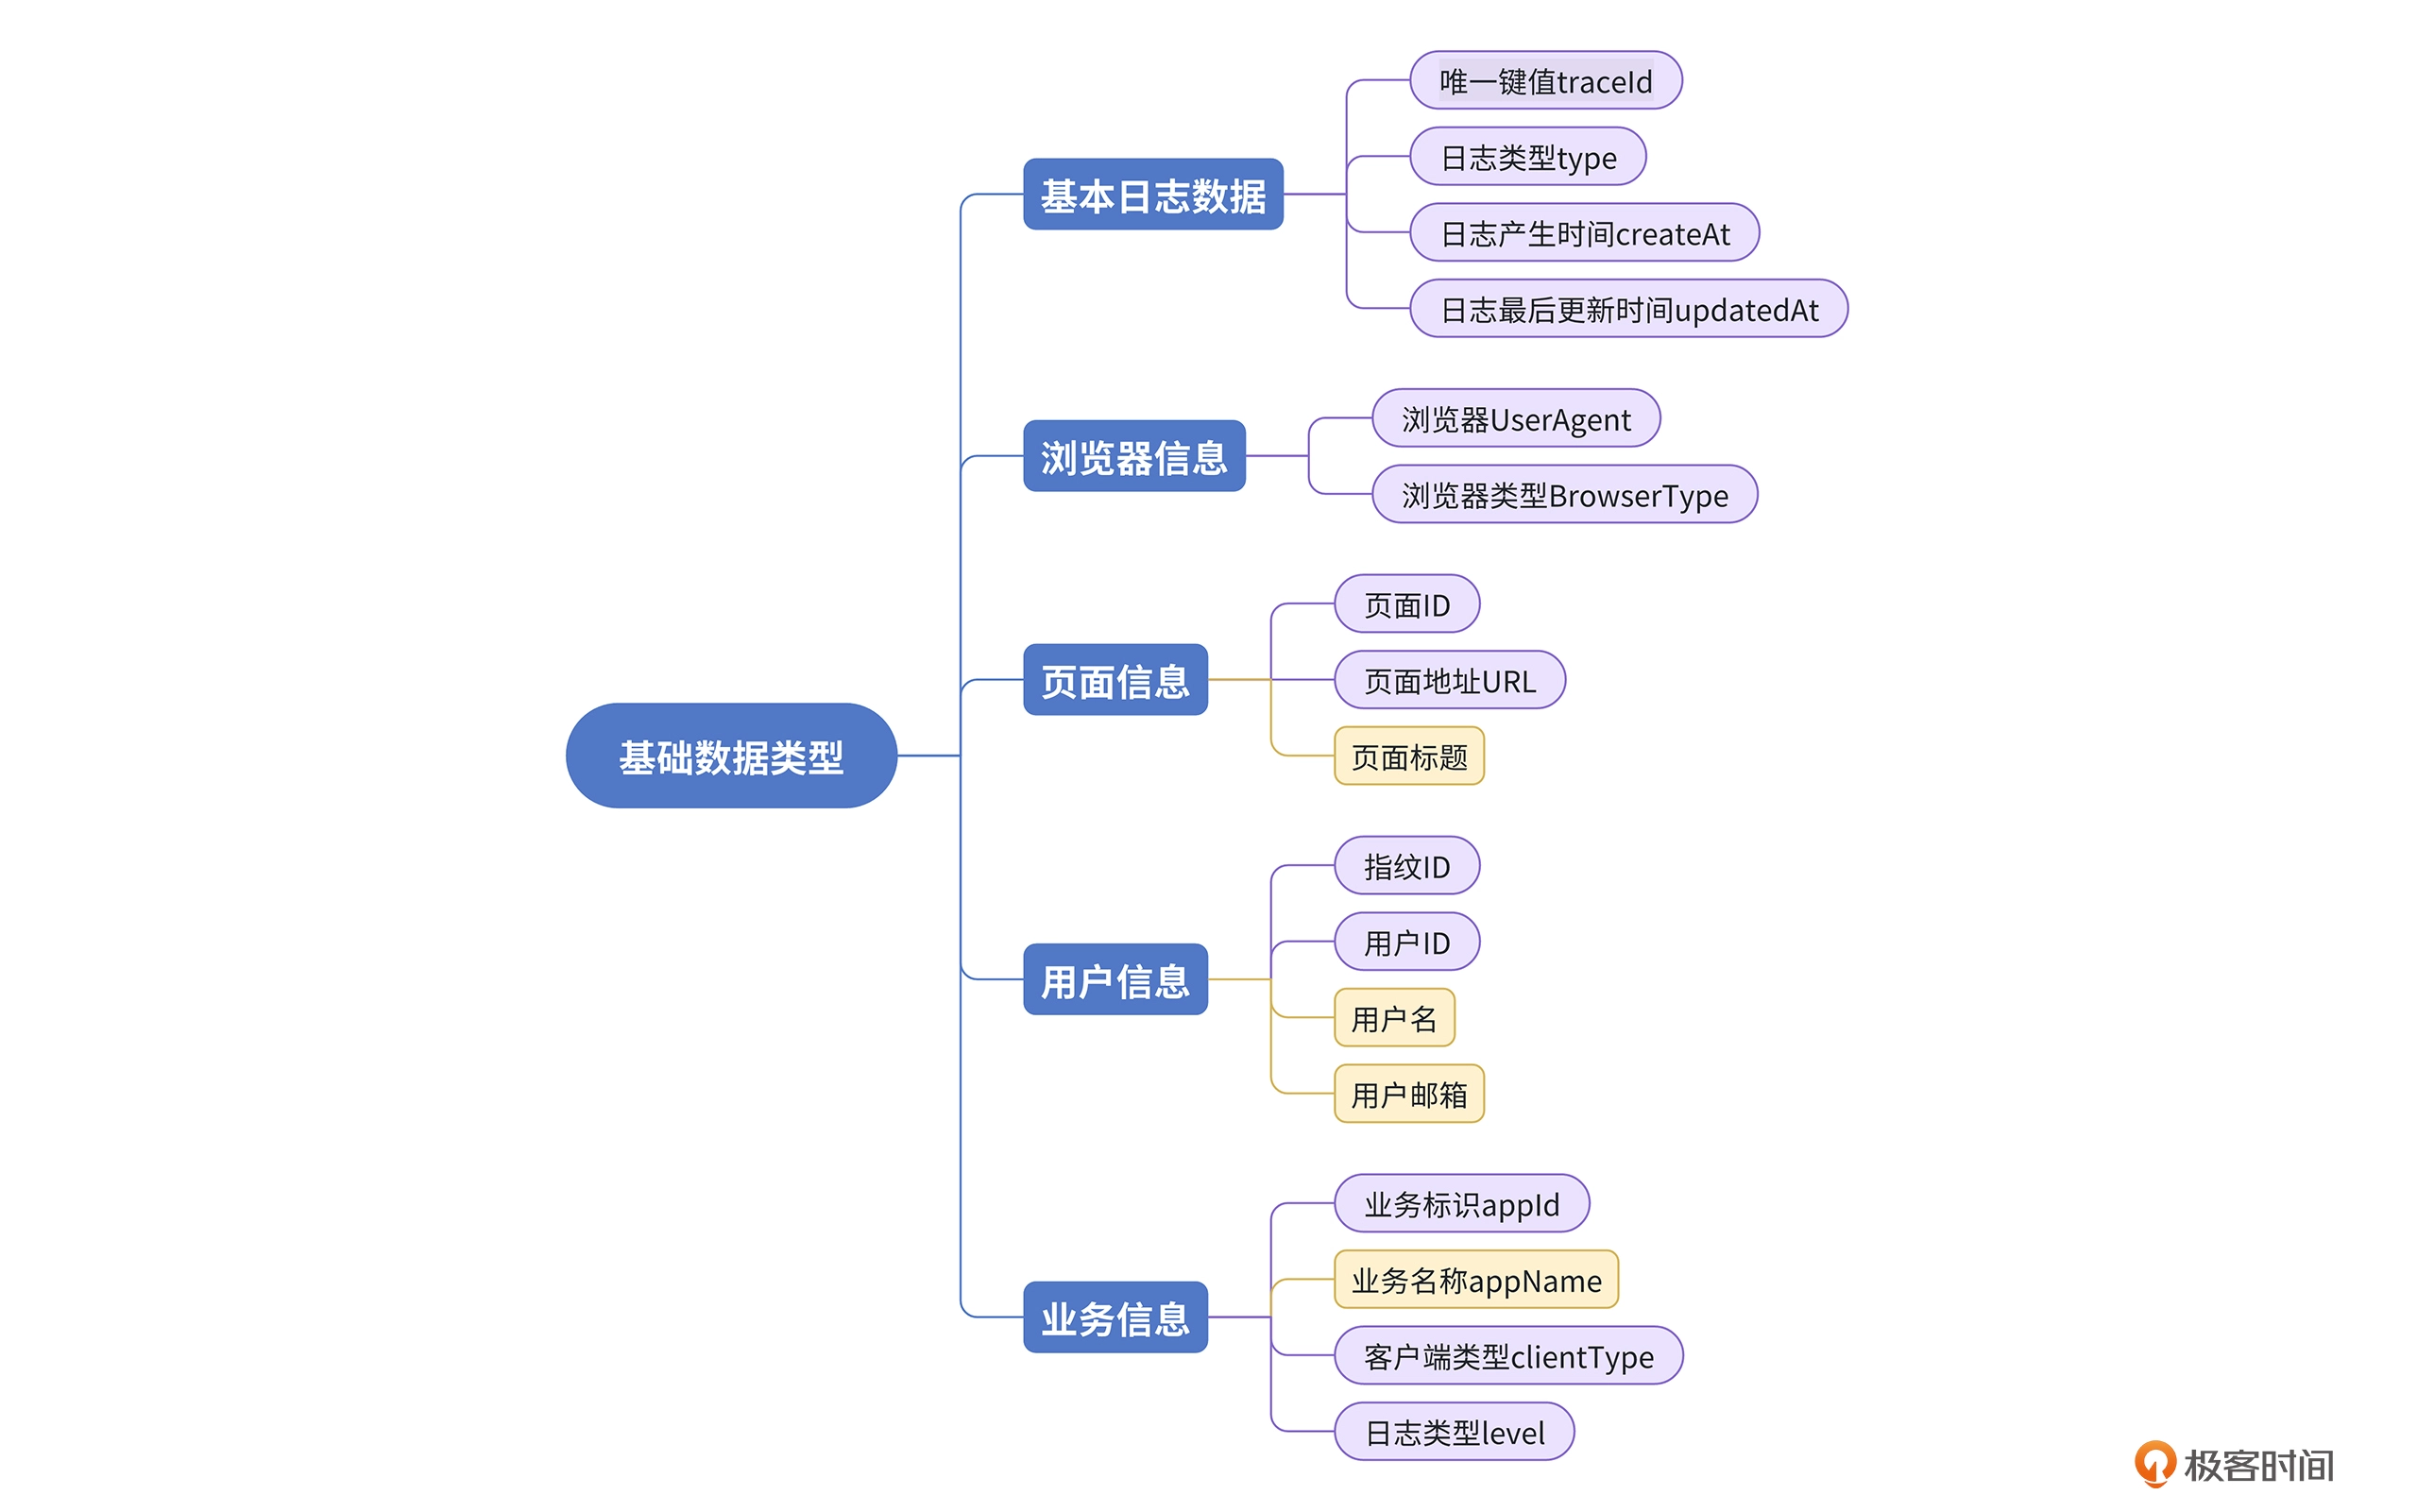 基础数据类型
基本日志数据
唯一键值traceId
日志类型type
日志产生时间createAt
日志最后更新时间updatedAt
浏览器信息
浏览器UserAgent
浏览器类型BrowserType
页面信息
页面ID
页面地址URL
页面标题
用户信息
指纹ID
用户ID
用户名
用户邮箱
业务信息
业务标识appId
业务名称appName
客户端类型clientType
日志类型level
极客时间